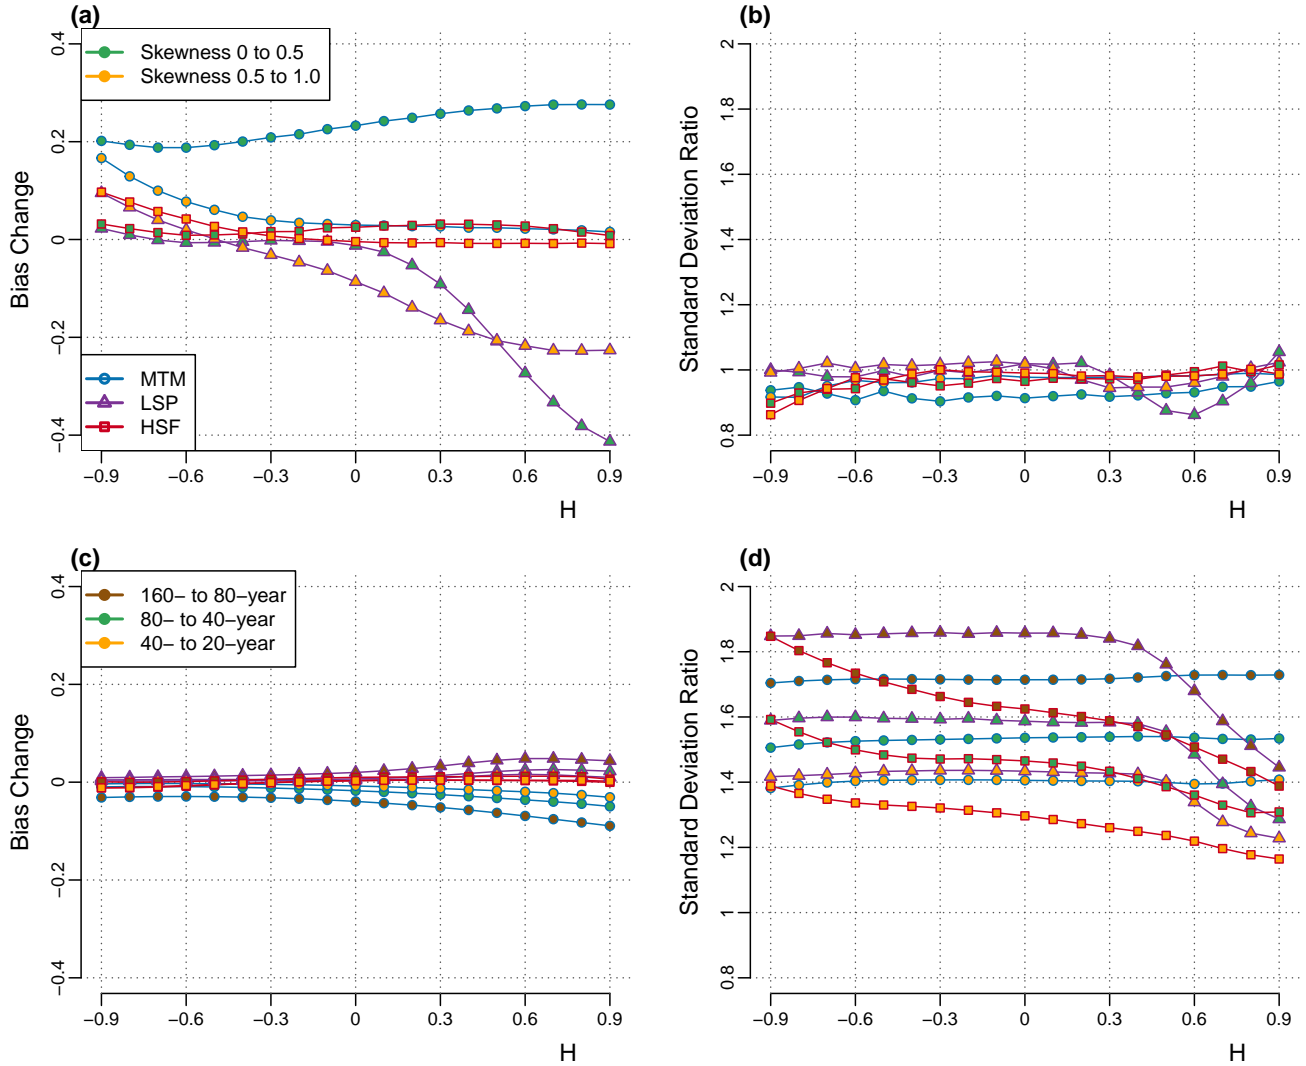 (a)
Skewness 0 to 0.5
Skewness 0.5 to 1.0
MTM
LSP
HSF
Bias Change
0.4
0.2
0
−0.2
−0.4
−0.9 −0.6 −0.3 0 0.3 0.6 0.9
H
(b)
Standard Deviation Ratio
2
1.8
1.6
1.4
1.2
1
0.8
−0.9 −0.6 −0.3 0 0.3 0.6 0.9
H
(c)
160− to 80−year
80− to 40−year
40− to 20−year
Bias Change
0.4
0.2
0
−0.2
−0.4
−0.9 −0.6 −0.3 0 0.3 0.6 0.9
H
(d)
Standard Deviation Ratio
2
1.8
1.6
1.4
1.2
1
0.8
−0.9 −0.6 −0.3 0 0.3 0.6 0.9
H